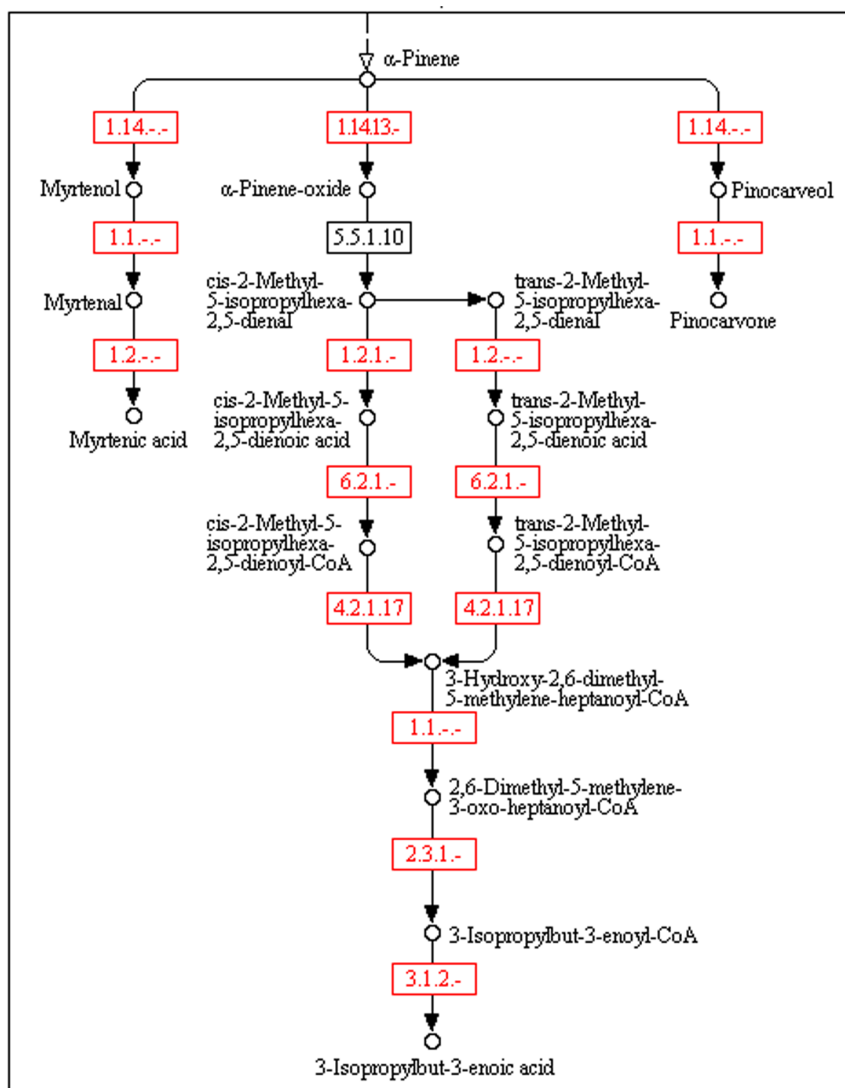 α-Pinene
1.14.-.-
1.14.13.-
1.14.-.-
Myrtenol
α-Pinene-oxide
Pinocarveol
1.1.-.-
5.5.1.10
1.1.-.-
Myrtenal
cis-2-Methyl-
5-isopropylhexa-
2,5-dienal
trans-2-Methyl-
5-isopropylhexa-
2,5-dienal
Pinocarvone
1.2.-.-
1.2.1.-
1.2.-.-
Myrtenic acid
cis-2-Methyl-5-
isopropylhexa-
2,5-dienoic acid
trans-2-Methyl-
5-isopropylhexa-
2,5-dienoic acid
6.2.1.-
6.2.1.-
cis-2-Methyl-5-
isopropylhexa-
2,5-dienoyl-CoA
trans-2-Methyl-
5-isopropylhexa-
2,5-dienoyl-CoA
4.2.1.17
4.2.1.17
3-Hydroxy-2,6-dimethyl-
5-methylene-heptanoyl-CoA
1.1.-.-
2,6-Dimethyl-5-methylene-
3-oxo-heptanoyl-CoA
2.3.1.-
3-Isopropylbut-3-enoyl-CoA
3.1.2.-
3-Isopropylbut-3-enoic acid